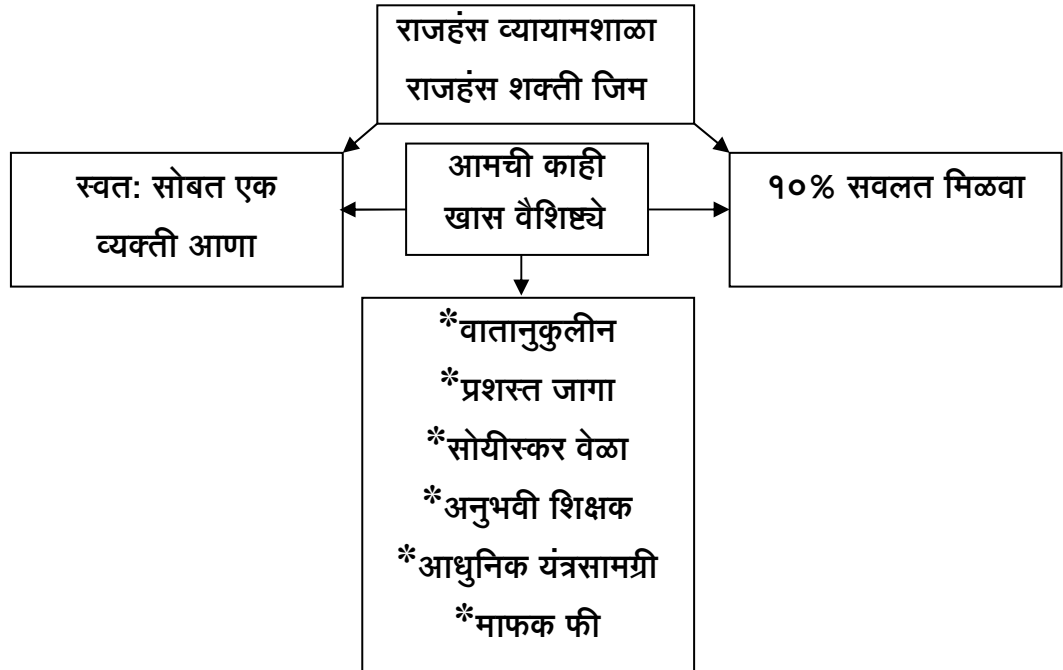 राजहंस व्यायामशाळा
राजहंस शक्ती जिम
स्वत: सोबत एक
व्यक्ती आणा
आमची काही
खास वैशिष्ट्ये
१०% सवलत मिळवा
*वातानुकुलीन
*प्रशस्त जागा
*सोयीस्कर वेळा
*अनुभवी शिक्षक
*आधुनिक यंत्रसामग्री
*माफक फी